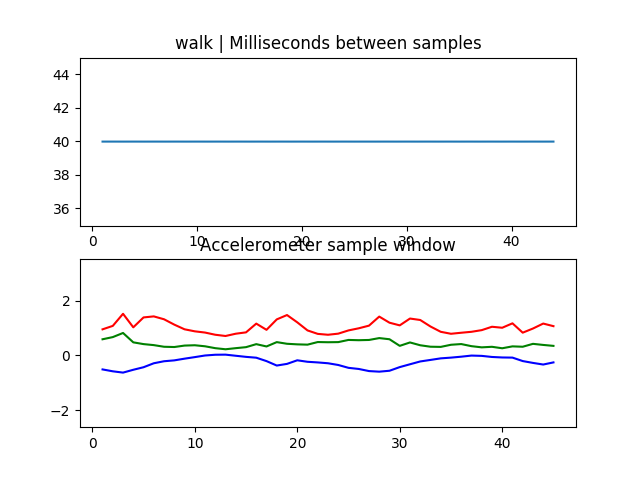 walk | Milliseconds between samples
44
42
40
38
36
0 10 20 30 40
Accelerometer sample window
2
0
−2
0 10 20 30 40